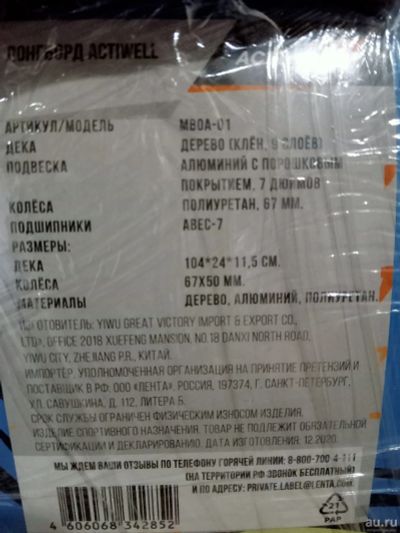 ЛОНГБОРД ACTIWELL
АРТИКУЛ/МОДЕЛЬ MBOA-01
ДЕКА ДЕРЕВО (КЛЁН, 9 СЛОЁВ)
ПОДВЕСКА АЛЮМИНИЙ С ПОРОШКОВЫМ
ПОКРЫТИЕМ, 7 ДЮЙМОВ
КОЛЁСА ПОЛИУРЕТАН, 67 ММ.
ПОДШИПНИКИ ABEC-7
РАЗМЕРЫ:
ДЕКА 104*24*11,5 СМ.
КОЛЁСА 67X50 ММ.
МАТЕРИАЛЫ ДЕРЕВО, АЛЮМИНИЙ, ПОЛИУРЕТАН.
ИЗГОТОВИТЕЛЬ: YIWU GREAT VICTORY IMPORT & EXPORT CO.,
LTD., OFFICE 2018 XUEFENG MANSION, NO.18 DANXI NORTH ROAD,
YIWU CITY, ZHEJIANG P.R., КИТАЙ.
ИМПОРТЁР, УПОЛНОМОЧЕННАЯ ОРГАНИЗАЦИЯ НА ПРИНЯТИЕ ПРЕТЕНЗИЙ И
ПОСТАВЩИК В РФ: ООО «ЛЕНТА», РОССИЯ, 197374, Г. САНКТ-ПЕТЕРБУРГ,
УЛ. САВУШКИНА, Д. 112, ЛИТЕРА Б.
СРОК СЛУЖБЫ ОГРАНИЧЕН ФИЗИЧЕСКИМ ИЗНОСОМ ИЗДЕЛИЯ.
ИЗДЕЛИЕ СПОРТИВНОГО НАЗНАЧЕНИЯ. ТОВАР НЕ ПОДЛЕЖИТ ОБЯЗАТЕЛЬНОЙ
СЕРТИФИКАЦИИ И ДЕКЛАРИРОВАНИЮ. ДАТА ИЗГОТОВЛЕНИЯ: 12.2020.
МЫ ЖДЕМ ВАШИ ОТЗЫВЫ ПО ТЕЛЕФОНУ ГОРЯЧЕЙ ЛИНИИ: 8-800-700-4-111
(НА ТЕРРИТОРИИ РФ ЗВОНОК БЕСПЛАТНЫЙ)
И ПО АДРЕСУ: PRIVATE.LABEL@LENTA.COM.
4 606068 342852
21
PAP
au.ru